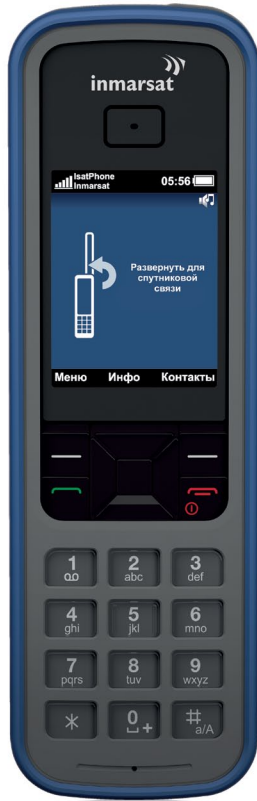 inmarsat
IsatPhone
Inmarsat
05:56
Развернуть для
спутниковой
связи
Меню Инфо Контакты
1 2 3
abc def
4 5 6
ghi jkl mno
7 8 9
pqrs tuv wxyz
* 0 + #
a/A